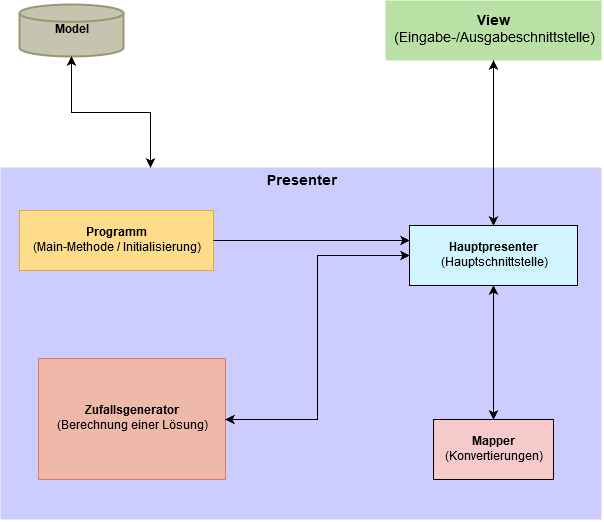 Model
View
(Eingabe-/Ausgabeschnittstelle)
Presenter
Programm
(Main-Methode / Initialisierung)
Hauptpresenter
(Hauptschnittstelle)
Zufallsgenerator
(Berechnung einer Lösung)
Mapper
(Konvertierungen)